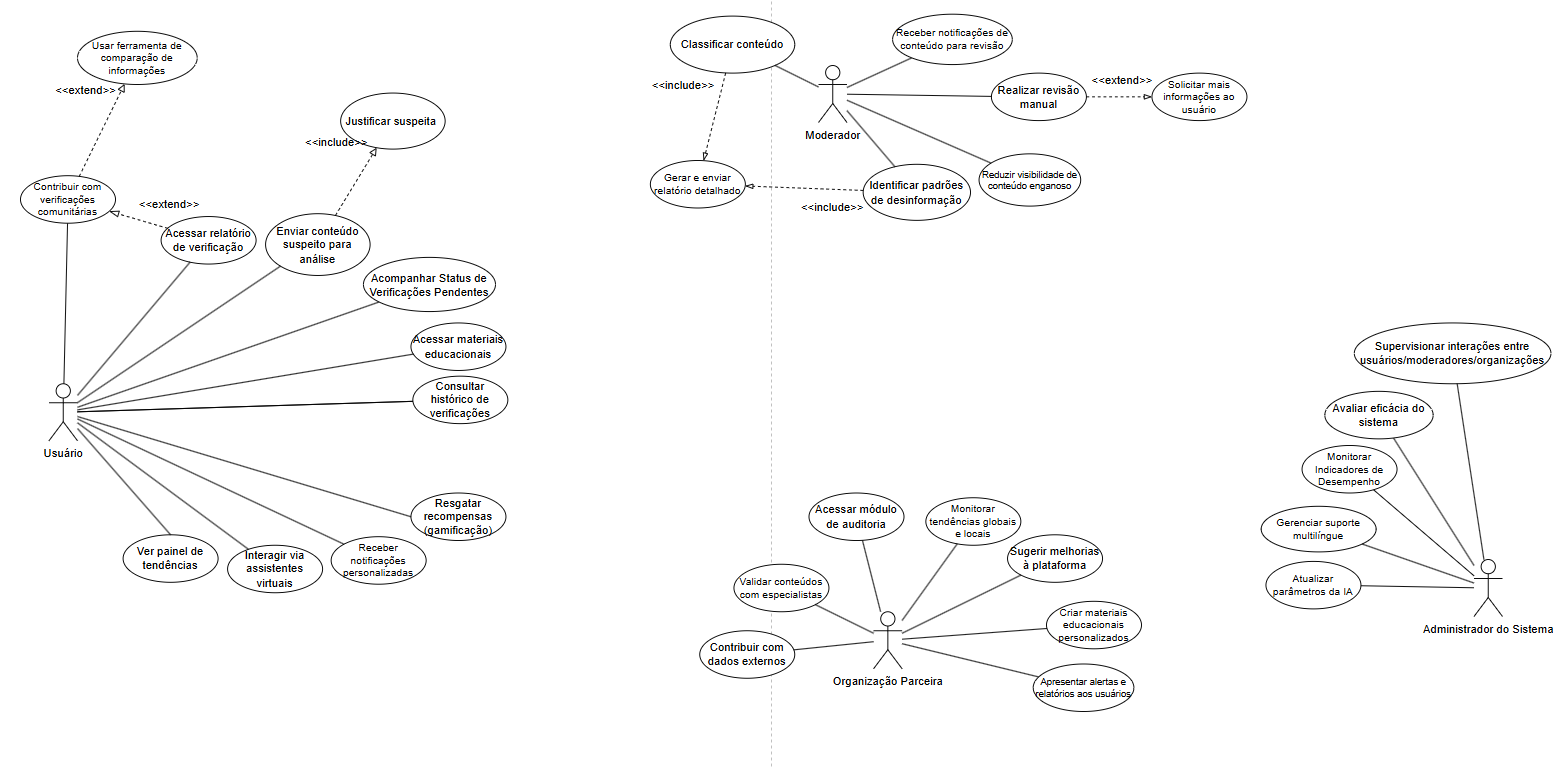 Usar ferramenta de
comparação de
informações
<<extend>>
Justificar suspeita
<<include>>
Contribuir com
verificações
comunitárias
<<extend>>
Acessar relatório
de verificação
Enviar conteúdo
suspeito para
análise
Acompanhar Status de
Verificações Pendentes
Acessar materiais
educacionais
Consultar
histórico de
verificações
Usuário
Resgatar
recompensas
(gamificação)
Ver painel de
tendências
Interagir via
assistentes
virtuais
Receber
notificações
personalizadas
Classificar conteúdo
<<include>>
Receber notificações de
conteúdo para revisão
Moderador
Realizar revisão
manual
<<extend>>
Solicitar mais
informações ao
usuário
Gerar e enviar
relatório detalhado
<<include>>
Identificar padrões
de desinformação
Reduzir visibilidade de
conteúdo enganoso
Acessar módulo
de auditoria
Monitorar
tendências globais
e locais
Sugerir melhorias
à plataforma
Validar conteúdos
com especialistas
Criar materiais
educacionais
personalizados
Contribuir com
dados externos
Organização Parceira
Apresentar alertas e
relatórios aos usuários
Supervisionar interações entre
usuários/moderadores/organizações
Avaliar eficácia do
sistema
Monitorar
Indicadores de
Desempenho
Gerenciar suporte
multilíngue
Atualizar
parâmetros da IA
Administrador do Sistema